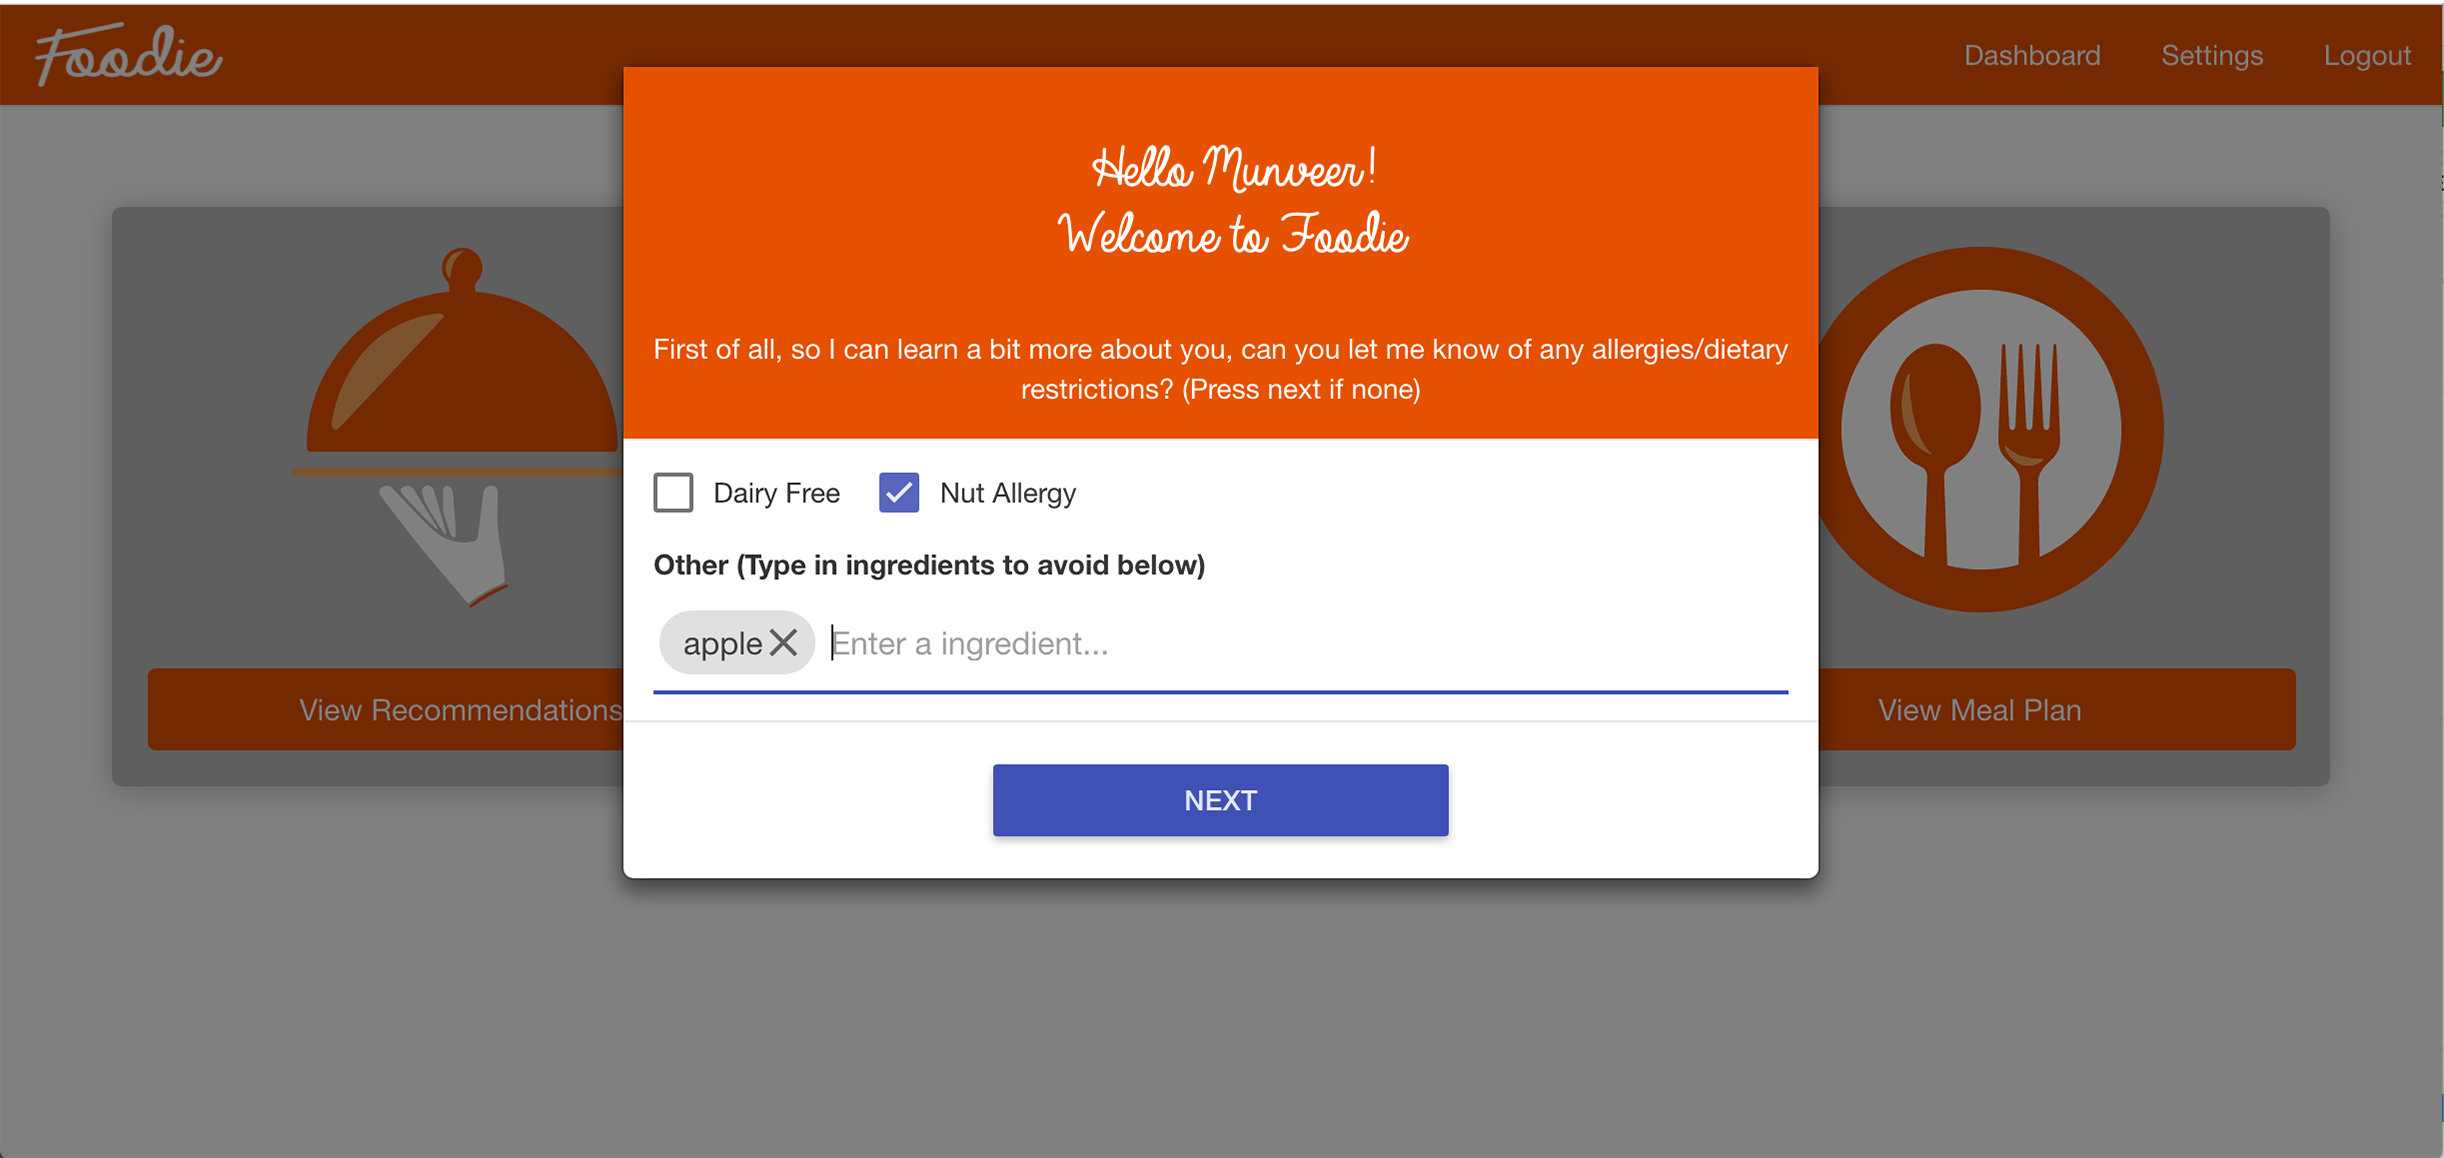 Foodie
Dashboard
Settings
Logout
Hello Munveer!
Welcome to Foodie
First of all, so I can learn a bit more about you, can you let me know of any allergies/dietary
restrictions? (Press next if none)
Dairy Free
Nut Allergy
Other (Type in ingredients to avoid below)
apple
Enter a ingredient...
View Recommendations
View Meal Plan
NEXT